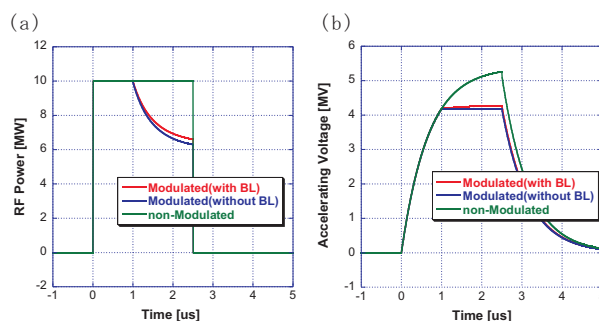 (a)
12
10
8
6
4
2
0
-2
RF Power [MW]
Modulated(with BL)
Modulated(without BL)
non-Modulated
-1 0 1 2 3 4 5
Time [us]
(b)
6
5
4
3
2
1
0
-1
Accelerating Voltage [MV]
Modulated(with BL)
Modulated(without BL)
non-Modulated
-1 0 1 2 3 4
Time [us]